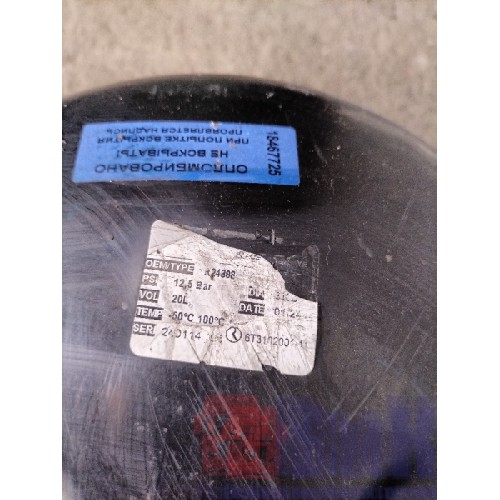 ОПЛОМБИРОВАНО
НЕ ВСКРЫВАТЬ!
ПРИ ПОПЫТКЕ ВСКРЫТИЯ
ПРОЯВЛЯЕТСЯ НАДПИСЬ
18467725
OEM/TYPE
PS 12,5 Bar
VOL 20L DATE 01.24
TEMP -50°C 100°C
SER. 240114